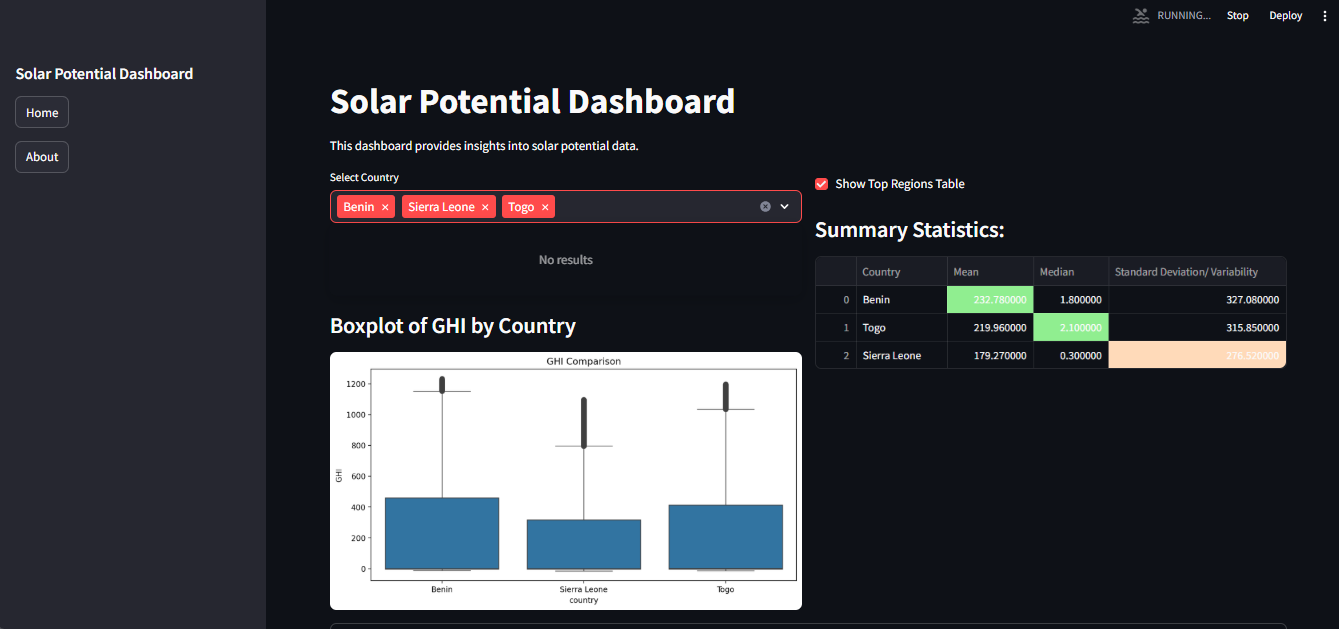 RUNNING...
Stop
Deploy
Solar Potential Dashboard
Home
About
Solar Potential Dashboard
This dashboard provides insights into solar potential data.
Select Country
Benin × Sierra Leone × Togo ×
No results
Boxplot of GHI by Country
GHI Comparison
GHI
1200
1000
800
600
400
200
0
Benin Sierra Leone Togo
country
Show Top Regions Table
Summary Statistics:
Country Mean Median Standard Deviation/ Variability
0 Benin 232.780000 1.800000 327.080000
1 Togo 219.960000 2.100000 315.850000
2 Sierra Leone 179.270000 0.300000 276.520000